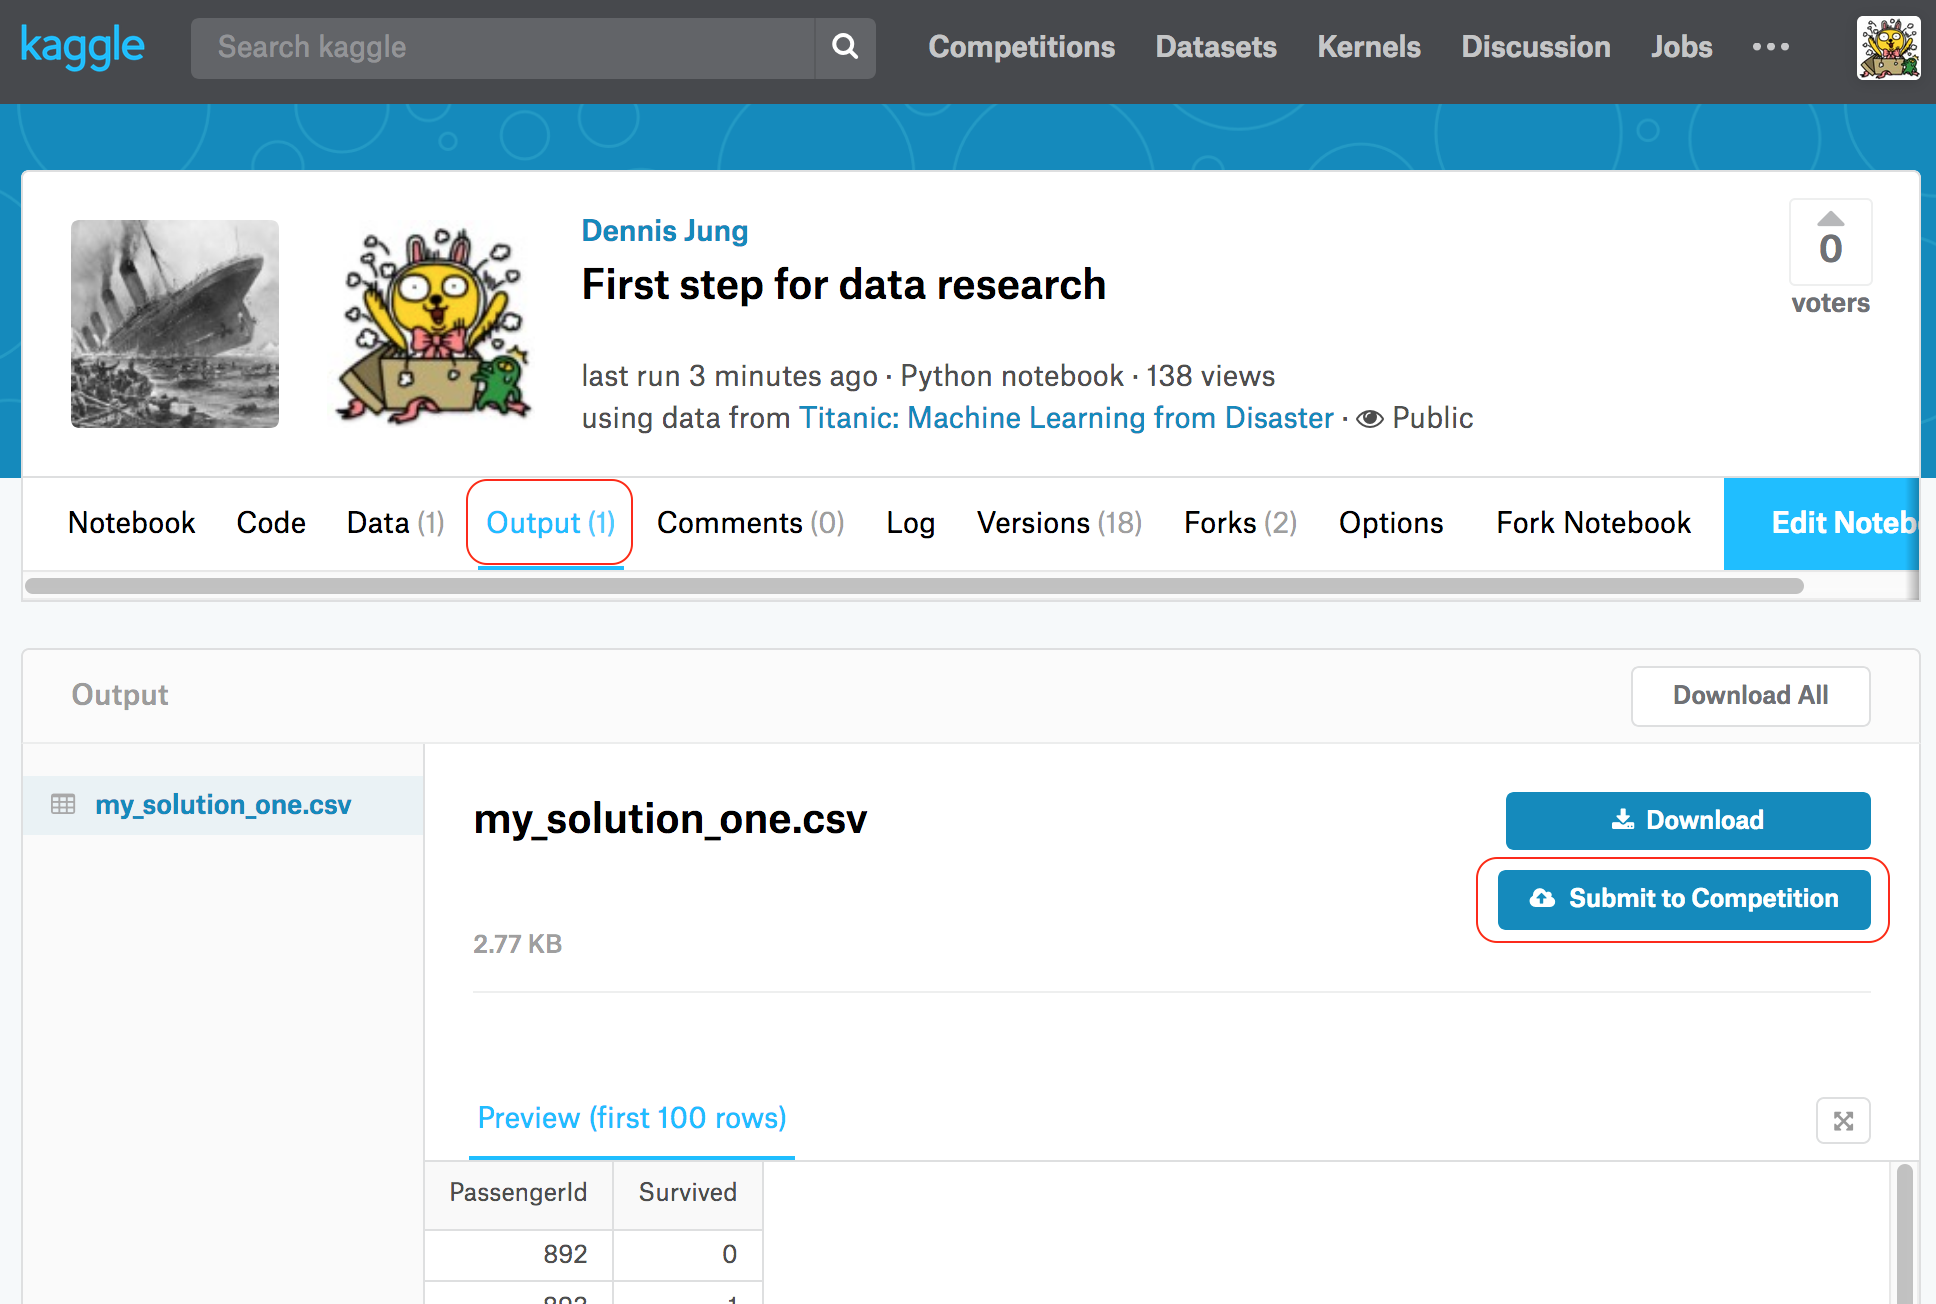 kaggle
Search kaggle
Competitions Datasets Kernels Discussion Jobs
Dennis Jung
First step for data research
0
voters
last run 3 minutes ago · Python notebook · 138 views
using data from Titanic: Machine Learning from Disaster · Public
Notebook Code Data (1) Output (1) Comments (0) Log Versions (18) Forks (2) Options Fork Notebook Edit Noteb
Output
Download All
my_solution_one.csv
my_solution_one.csv
Download
Submit to Competition
2.77 KB
Preview (first 100 rows)
PassengerId Survived
892 0